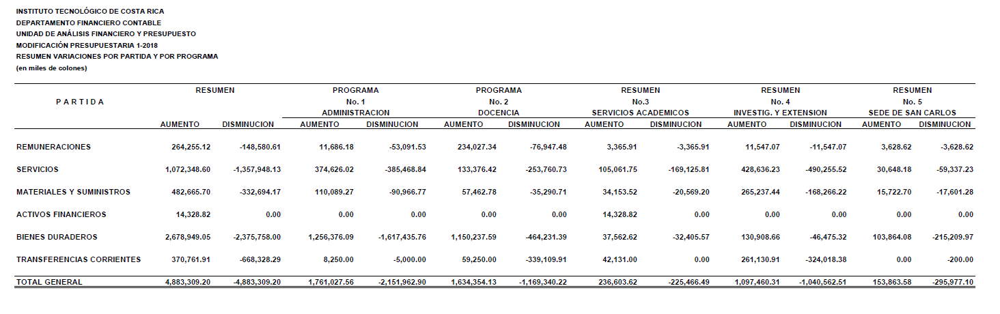 INSTITUTO TECNOLÓGICO DE COSTA RICA
DEPARTAMENTO FINANCIERO CONTABLE
UNIDAD DE ANÁLISIS FINANCIERO Y PRESUPUESTO
MODIFICACIÓN PRESUPUESTARIA 1-2018
RESUMEN VARIACIONES POR PARTIDA Y POR PROGRAMA
(en miles de colones)
RESUMEN PROGRAMA PROGRAMA RESUMEN RESUMEN RESUMEN
P A R T I D A No. 1 No. 2 No.3 No. 4 No. 5
ADMINISTRACION DOCENCIA SERVICIOS ACADEMICOS INVESTIG. Y EXTENSION SEDE DE SAN CARLOS
AUMENTO DISMINUCION AUMENTO DISMINUCION AUMENTO DISMINUCION AUMENTO DISMINUCION AUMENTO DISMINUCION AUMENTO DISMINUCION
REMUNERACIONES 264,255.12 -148,580.61 11,686.18 -53,091.53 234,027.34 -76,947.48 3,365.91 -3,365.91 11,547.07 -11,547.07 3,628.62 -3,628.62
SERVICIOS 1,072,348.60 -1,357,948.13 374,626.02 -385,468.84 133,376.42 -253,760.73 105,061.75 -169,125.81 428,636.23 -490,255.52 30,648.18 -59,337.23
MATERIALES Y SUMINISTROS 482,665.70 -332,694.17 110,089.27 -90,966.77 57,462.78 -35,290.71 34,153.52 -20,569.20 265,237.44 -168,266.22 15,722.70 -17,601.28
ACTIVOS FINANCIEROS 14,328.82 0.00 0.00 0.00 0.00 0.00 14,328.82 0.00 0.00 0.00 0.00 0.00
BIENES DURADEROS 2,678,949.05 -2,375,758.00 1,256,376.09 -1,617,435.76 1,150,237.59 -464,231.39 37,562.62 -32,405.57 130,908.66 -46,475.32 103,864.08 -215,209.97
TRANSFERENCIAS CORRIENTES 370,761.91 -668,328.29 8,250.00 -5,000.00 59,250.00 -339,109.91 42,131.00 0.00 261,130.91 -324,018.38 0.00 -200.00
TOTAL GENERAL 4,883,309.20 -4,883,309.20 1,761,027.56 -2,151,962.90 1,634,354.13 -1,169,340.22 236,603.62 -225,466.49 1,097,460.31 -1,040,562.51 153,863.58 -295,977.10